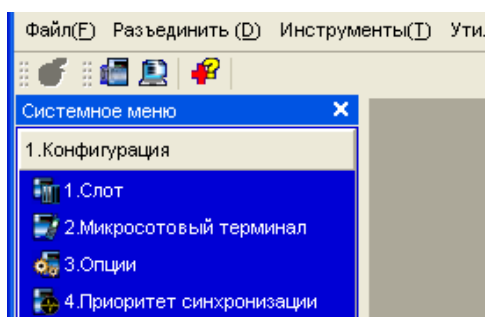 Файл(F) Разъединить (D) Инструменты(T)
Системное меню
1.Конфигурация
1.Слот
2.Микросотовый терминал
3.Опции
4.Приоритет синхронизации